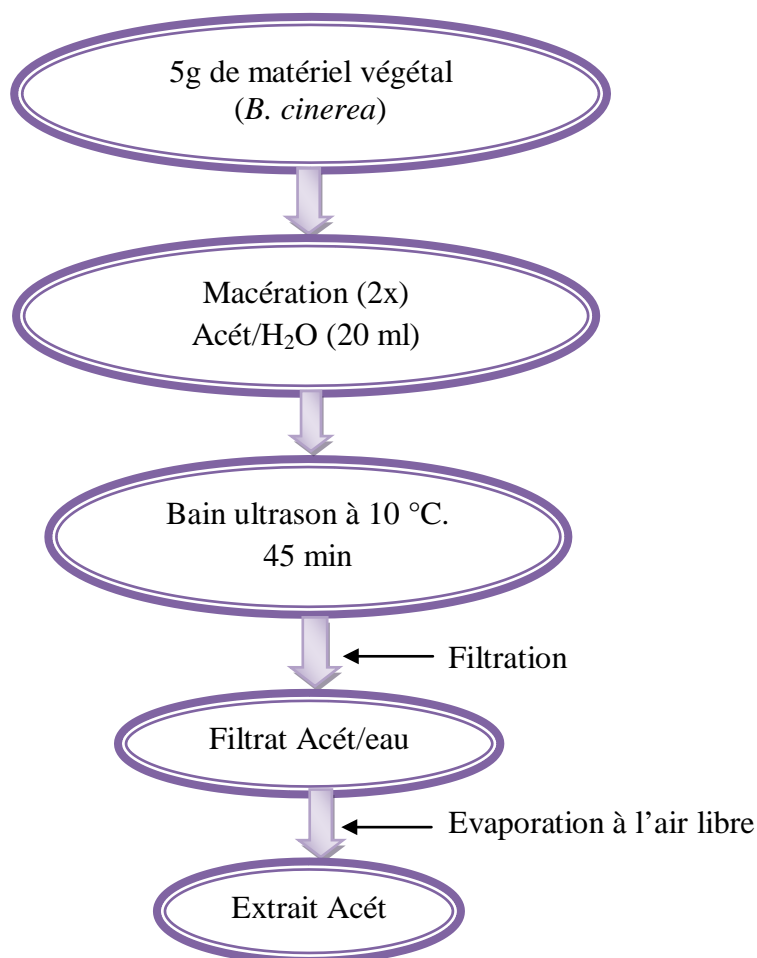 5g de matériel végétal
(B. cinerea)
Macération (2x)
Acét/H₂O (20 ml)
Bain ultrason à 10 °C.
45 min
Filtration
Filtrat Acét/eau
Evaporation à l’air libre
Extrait Acét